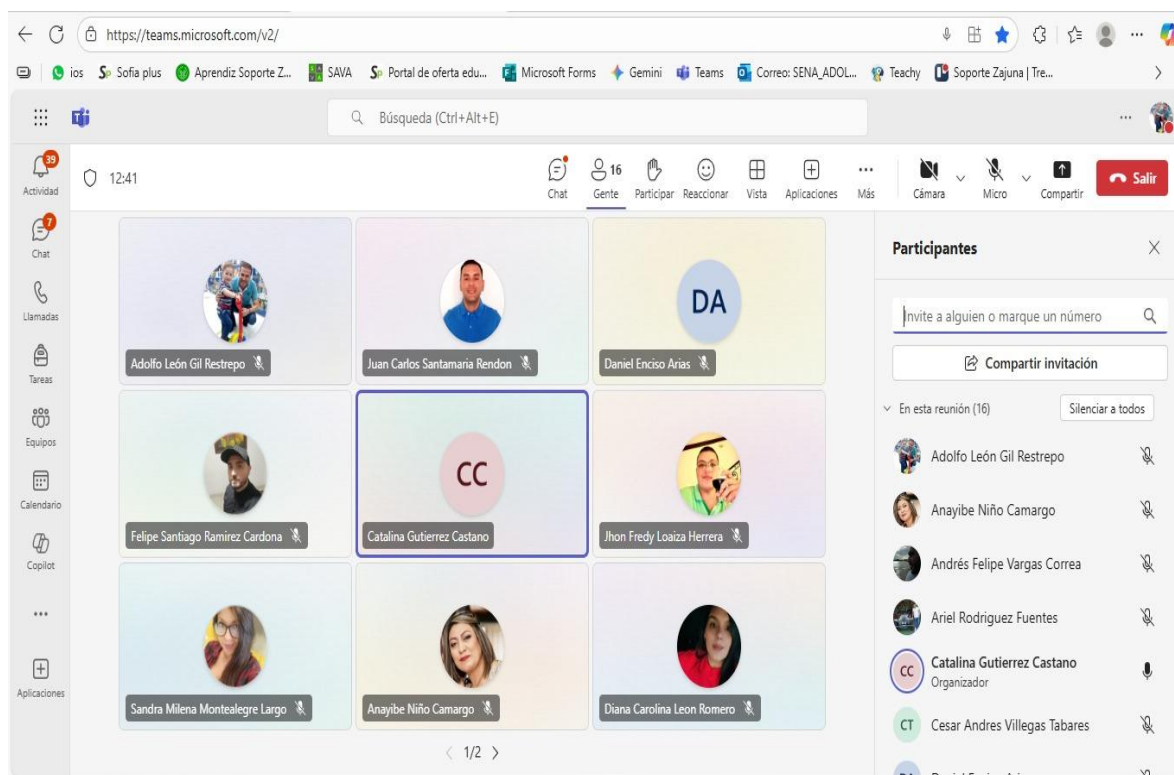 https://teams.microsoft.com/v2/
ios Sofia plus Aprendiz Soporte Z... SAVA Portal de oferta edu... Microsoft Forms Gemini Teams Correo: SENA_ADOL... Teachy Soporte Zajuna | Tre...
Búsqueda (Ctrl+Alt+E)
39
Actividad
12:41
Chat
16
Gente
Participar
Reaccionar
Vista
Aplicaciones
Más
Cámara
Micro
Compartir
Salir
7
Chat
Llamadas
Tareas
Equipos
Calendario
Copilot
Aplicaciones
Adolfo León Gil Restrepo
Juan Carlos Santamaria Rendon
DA
Daniel Enciso Arias
Felipe Santiago Ramirez Cardona
CC
Catalina Gutierrez Castano
Jhon Fredy Loaiza Herrera
Sandra Milena Montealegre Largo
Anayibe Niño Camargo
Diana Carolina Leon Romero
1/2
Participantes
Invite a alguien o marque un número
Compartir invitación
En esta reunión (16)
Silenciar a todos
Adolfo León Gil Restrepo
Anayibe Niño Camargo
Andrés Felipe Vargas Correa
Ariel Rodriguez Fuentes
CC
Catalina Gutierrez Castano
Organizador
CT
Cesar Andres Villegas Tabares